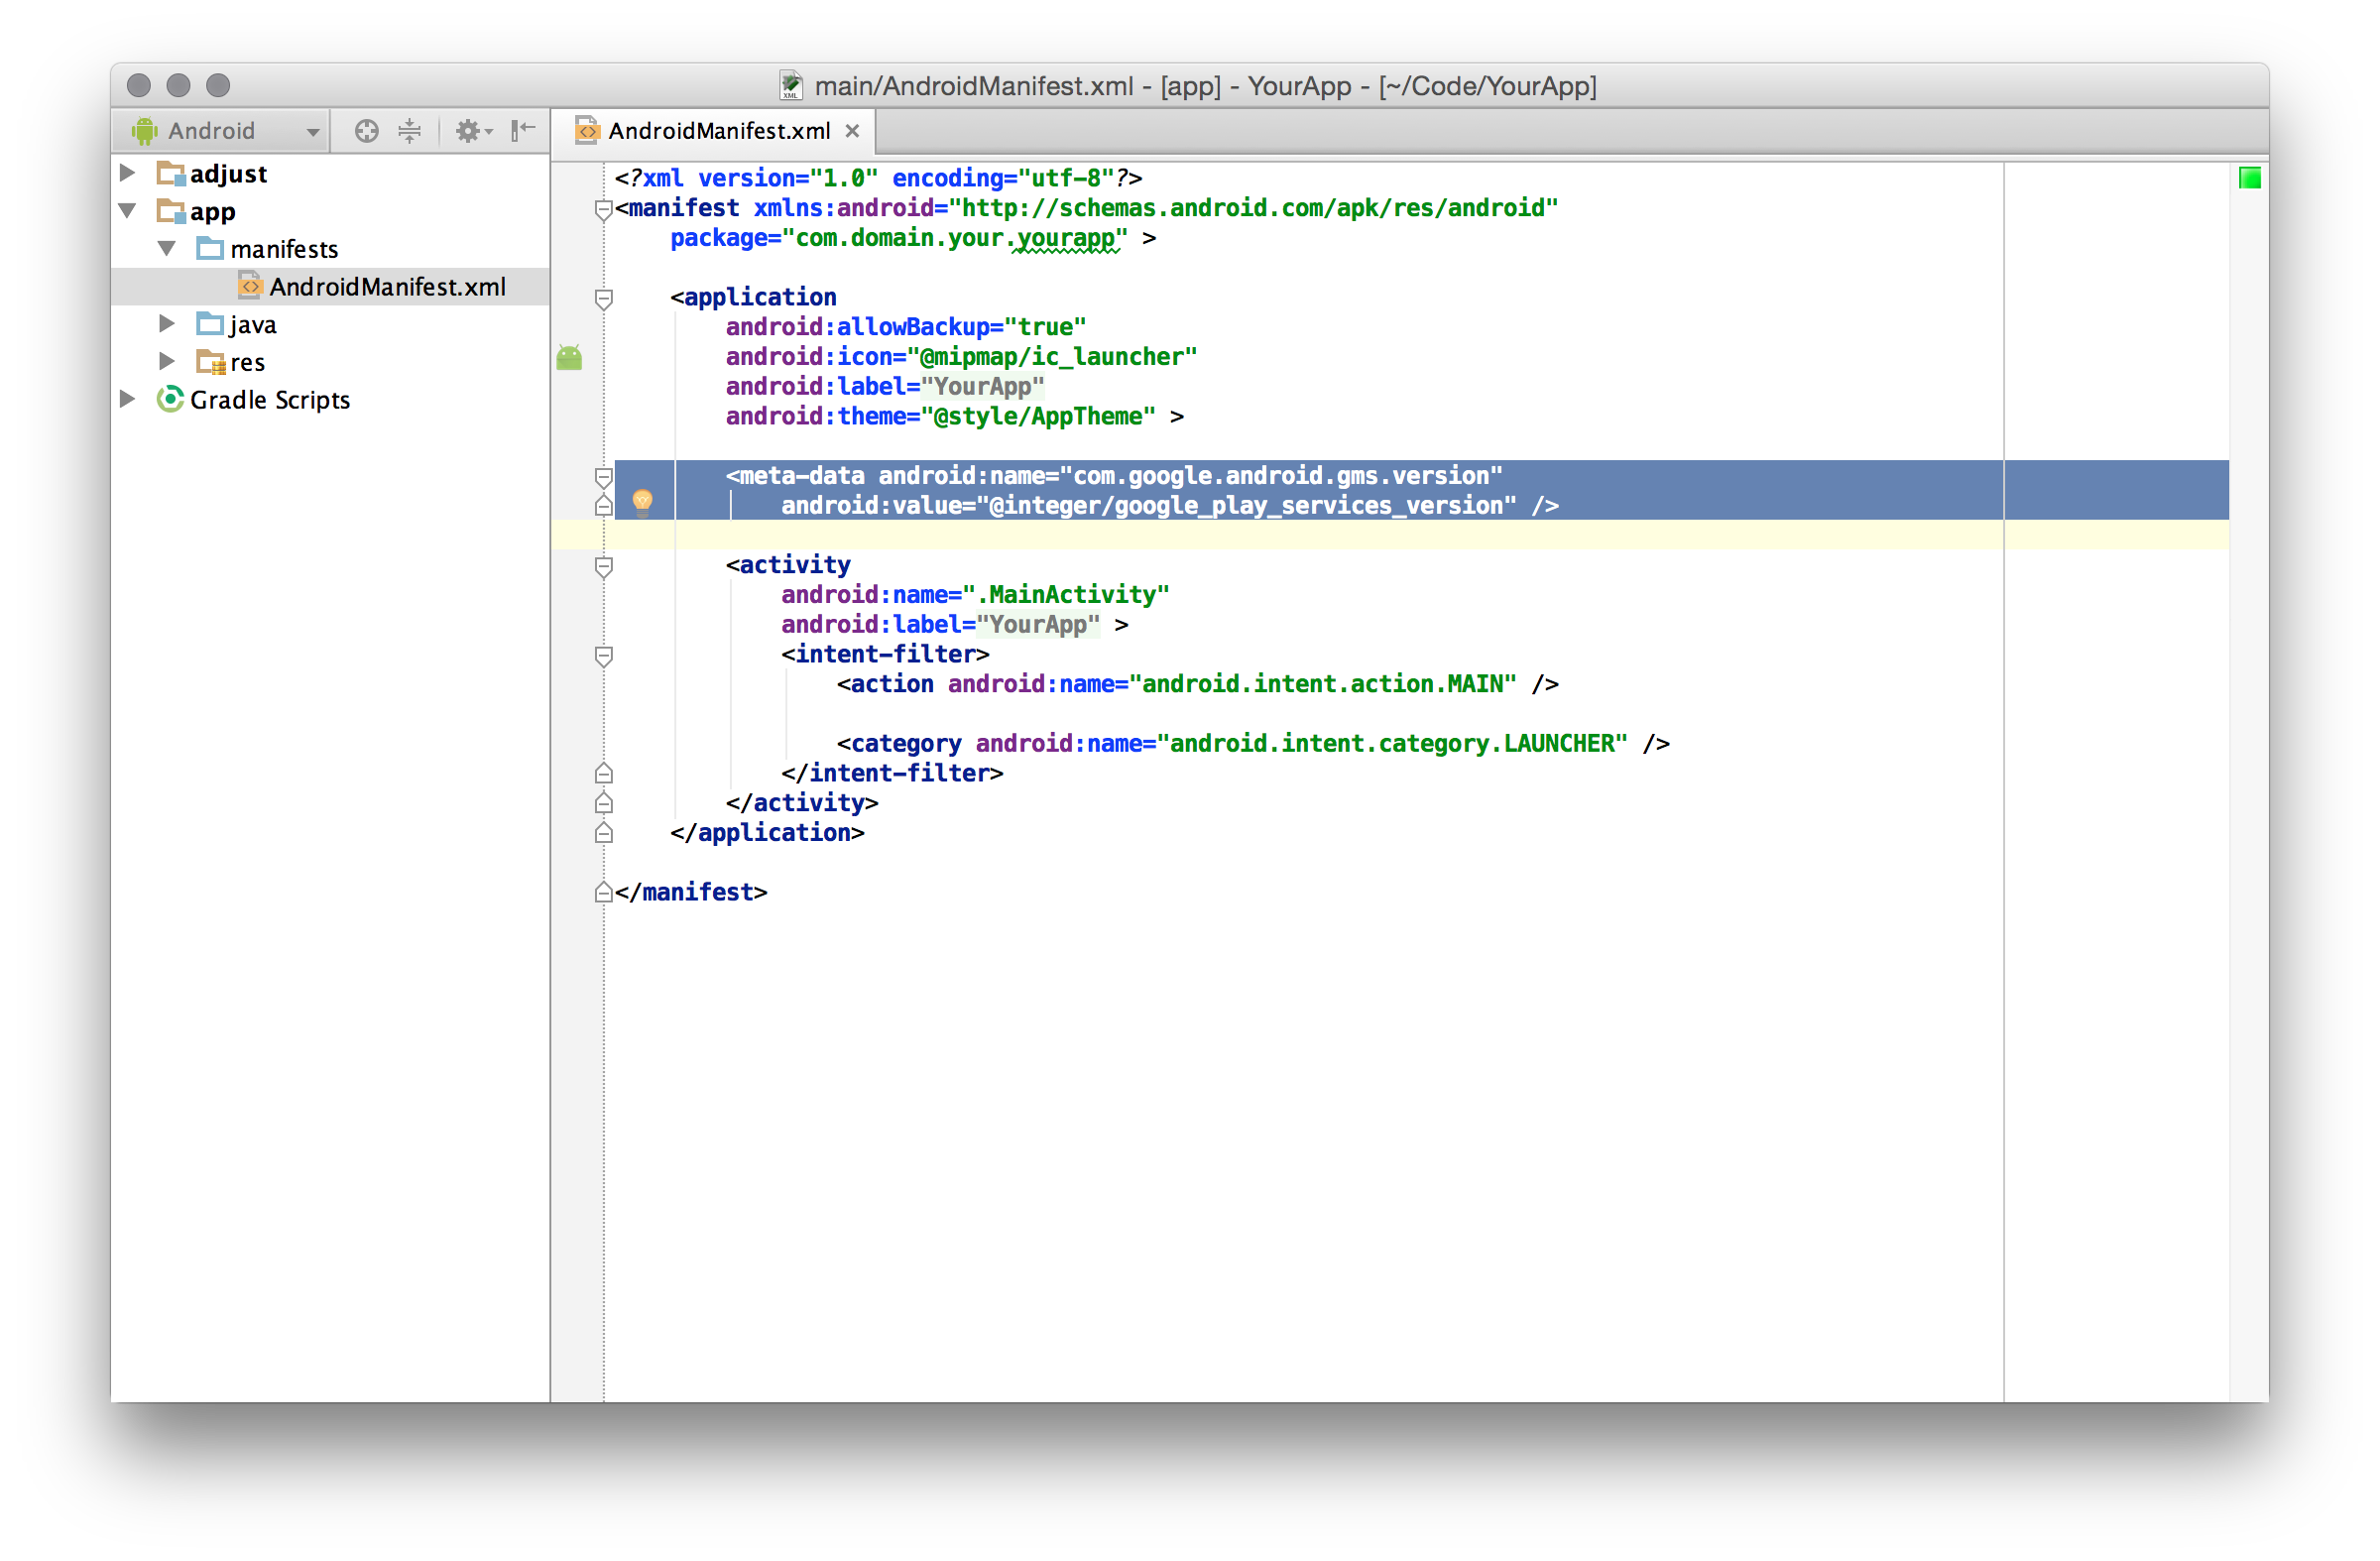 main/AndroidManifest.xml - [app] - YourApp - [~/Code/YourApp]
Android
AndroidManifest.xml
adjust
app
manifests
AndroidManifest.xml
java
res
Gradle Scripts
<?xml version="1.0" encoding="utf-8"?>
<manifest xmlns:android="http://schemas.android.com/apk/res/android"
    package="com.domain.your.yourapp" >
    <application
        android:allowBackup="true"
        android:icon="@mipmap/ic_launcher"
        android:label="YourApp"
        android:theme="@style/AppTheme" >
        <meta-data android:name="com.google.android.gms.version"
            android:value="@integer/google_play_services_version" />
        <activity
            android:name=".MainActivity"
            android:label="YourApp" >
            <intent-filter>
                <action android:name="android.intent.action.MAIN" />
                <category android:name="android.intent.category.LAUNCHER" />
            </intent-filter>
        </activity>
    </application>
</manifest>